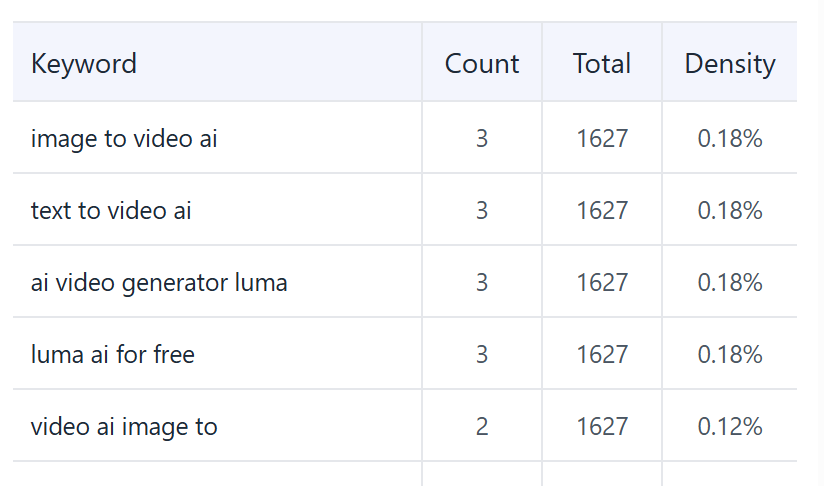 Keyword Count Total Density
image to video ai 3 1627 0.18%
text to video ai 3 1627 0.18%
ai video generator luma 3 1627 0.18%
luma ai for free 3 1627 0.18%
video ai image to 2 1627 0.12%